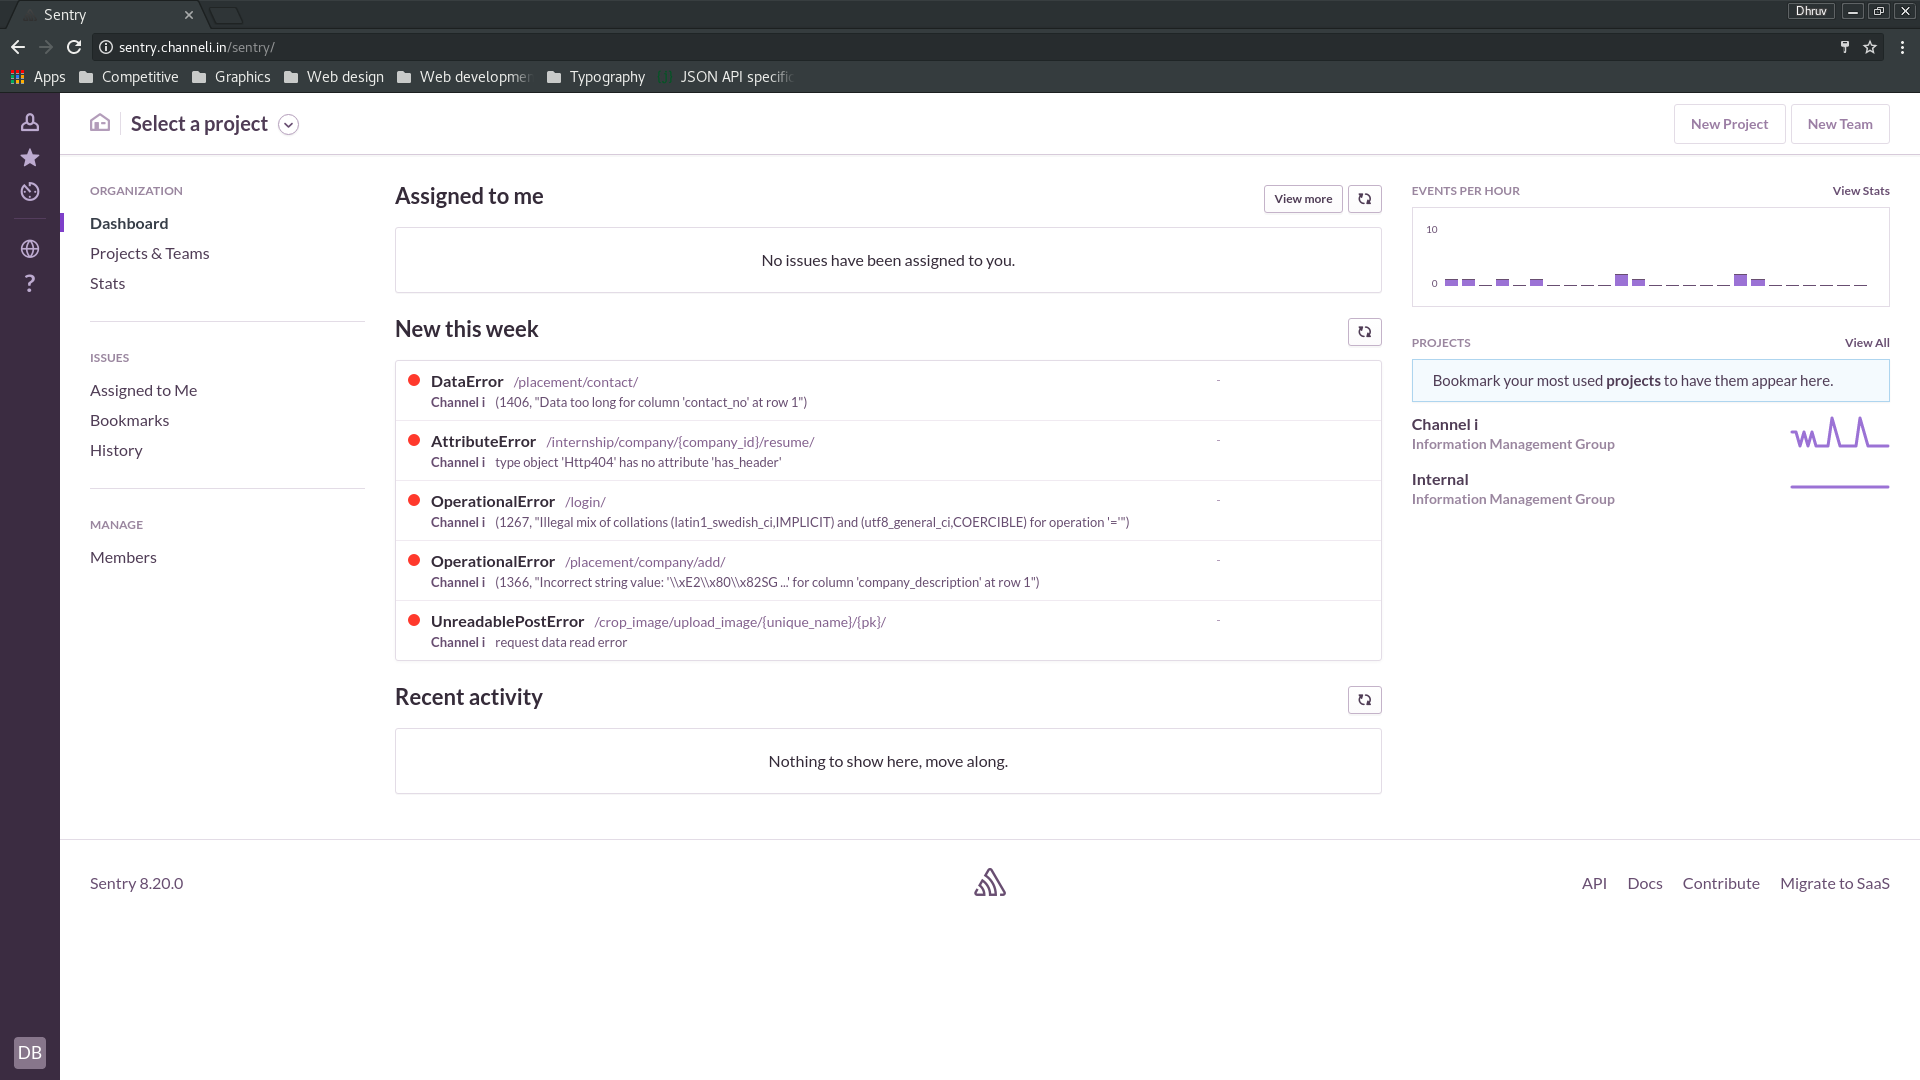 Sentry
Dhruv
sentry.channeli.in/sentry/
Apps Competitive Graphics Web design Web developme Typography JSON API specific
Select a project
New Project New Team
ORGANIZATION
Dashboard
Projects & Teams
Stats
ISSUES
Assigned to Me
Bookmarks
History
MANAGE
Members
Assigned to me
View more
No issues have been assigned to you.
New this week
DataError /placement/contact/ -
Channel i (1406, "Data too long for column 'contact_no' at row 1")
AttributeError /internship/company/{company_id}/resume/ -
Channel i type object 'Http404' has no attribute 'has_header'
OperationalError /login/ -
Channel i (1267, "Illegal mix of collations (latin1_swedish_ci,IMPLICIT) and (utf8_general_ci,COERCIBLE) for operation '='")
OperationalError /placement/company/add/ -
Channel i (1366, "Incorrect string value: '\\xE2\\x80\\x82SG ...' for column 'company_description' at row 1")
UnreadablePostError /crop_image/upload_image/{unique_name}/{pk}/ -
Channel i request data read error
Recent activity
Nothing to show here, move along.
EVENTS PER HOUR View Stats
10
0
PROJECTS View All
Bookmark your most used projects to have them appear here.
Channel i
Information Management Group
Internal
Information Management Group
Sentry 8.20.0
API Docs Contribute Migrate to SaaS
DB